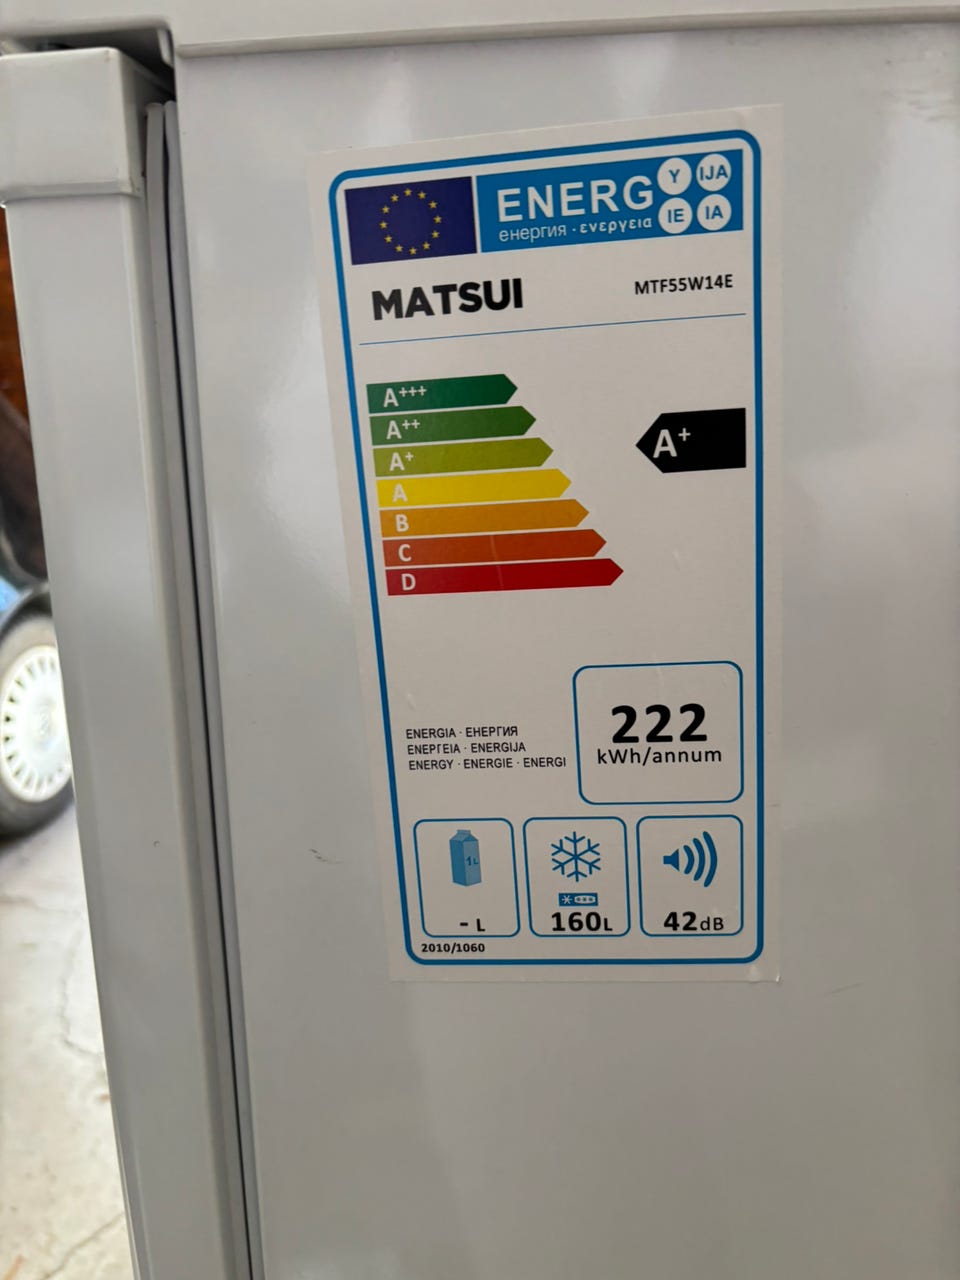 ENERG Y IJA
IE IA
енергия · ενεργεια
MATSUI
MTF55W14E
A+++
A++
A+
A
B
C
D
A+
222
kWh/annum
ENERGIA · ЕНЕРГИЯ
ΕΝΕΡΓΕΙΑ · ENERGIJA
ENERGY · ENERGIE · ENERGI
1L
- L
160L
42dB
2010/1060